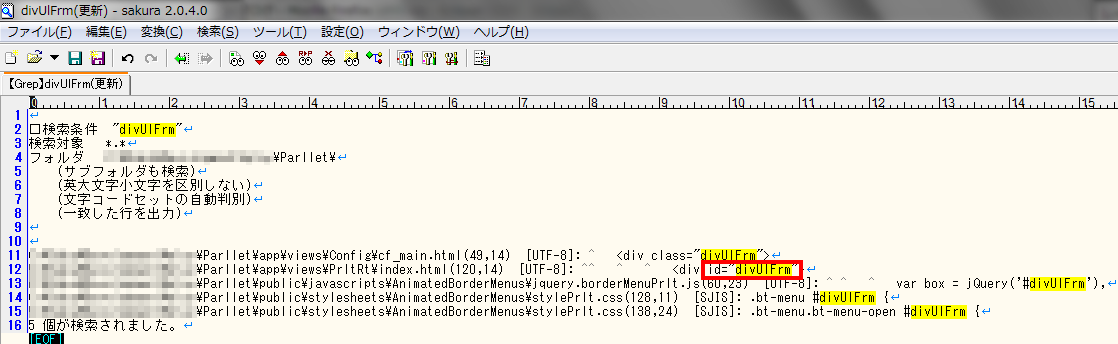 divUIFrm(更新) - sakura 2.0.4.0
ファイル(F) 編集(E) 変換(C) 検索(S) ツール(T) 設定(O) ウィンドウ(W) ヘルプ(H)
【Grep】divUIFrm(更新)
0 1 2 3 4 5 6 7 8 9 10 11 12 13 14 15
1
2 □検索条件 "divUIFrm"
3 検索対象 *.*
4 フォルダ \Parllet\
5 (サブフォルダも検索)
6 (英大文字小文字を区別しない)
7 (文字コードセットの自動判別)
8 (一致した行を出力)
9
10
11 \Parllet\app\views\Config\cf_main.html(49,14) [UTF-8]: ^ <div class="divUIFrm">
12 \Parllet\app\views\PrltRt\index.html(120,14) [UTF-8]: ^^ ^ ^ <div id="divUIFrm">
13 \Parllet\public\javascripts\AnimatedBorderMenus\jquery.borderMenuPrlt.js(60,23) [UTF-8]: ^ ^ ^ var box = jQuery('#divUIFrm'),
14 \Parllet\public\stylesheets\AnimatedBorderMenus\stylePrlt.css(128,11) [SJIS]: .bt-menu #divUIFrm {
15 \Parllet\public\stylesheets\AnimatedBorderMenus\stylePrlt.css(138,24) [SJIS]: .bt-menu.bt-menu-open #divUIFrm {
16 5 個が検索されました。
[EOF]